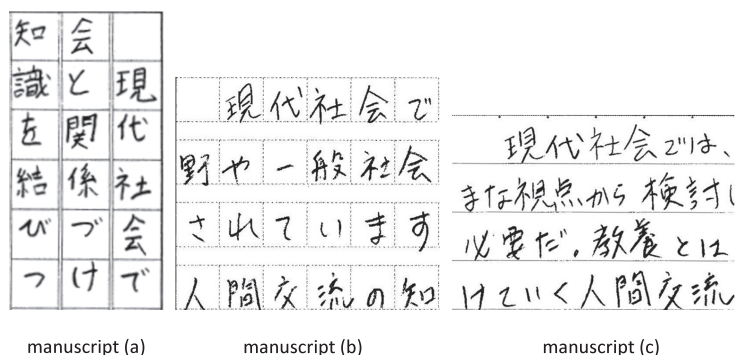 現代社会で
会と関係づけ
知識を結びつ
現代社会で
野や一般社会
されています
人間交流の知
現代社会では、
まな視点から検討し
必要だ。教養とは
けていく人間交流
manuscript (a)
manuscript (b)
manuscript (c)